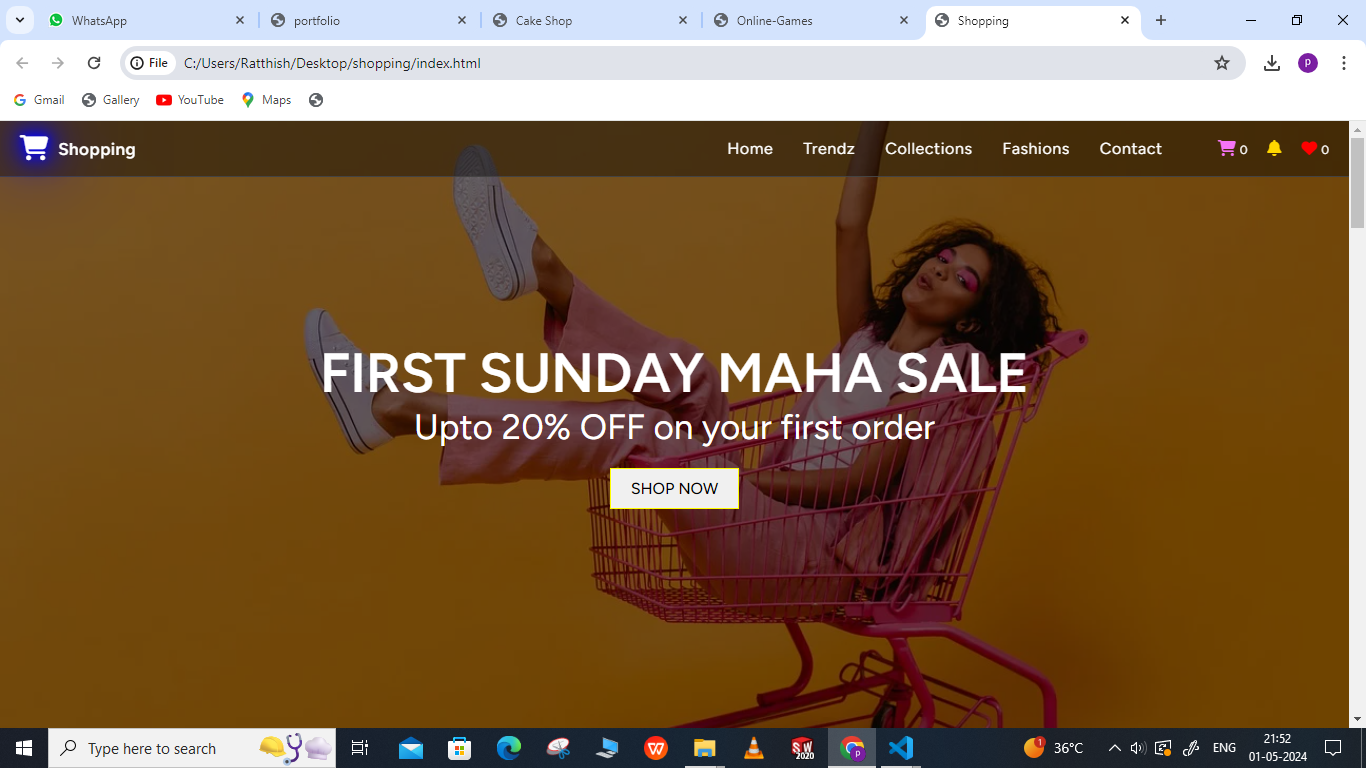 WhatsApp
portfolio
Cake Shop
Online-Games
Shopping
File
C:/Users/Ratthish/Desktop/shopping/index.html
p
Gmail
Gallery
YouTube
Maps
Shopping
Home
Trendz
Collections
Fashions
Contact
0
0
FIRST SUNDAY MAHA SALE
Upto 20% OFF on your first order
SHOP NOW
Type here to search
SW
2020
p
1
36°C
ENG
21:52
01-05-2024